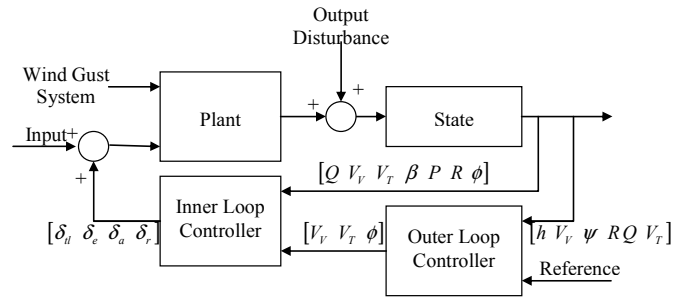 Output
Disturbance
Wind Gust
System
+
Plant
+
State
Input
+
+
[Q V_V V_T β P R φ]
Inner Loop
Controller
[δ_tl δ_e δ_a δ_r]
[V_V V_T φ]
Outer Loop
Controller
[h V_V ψ RQ V_T]
Reference